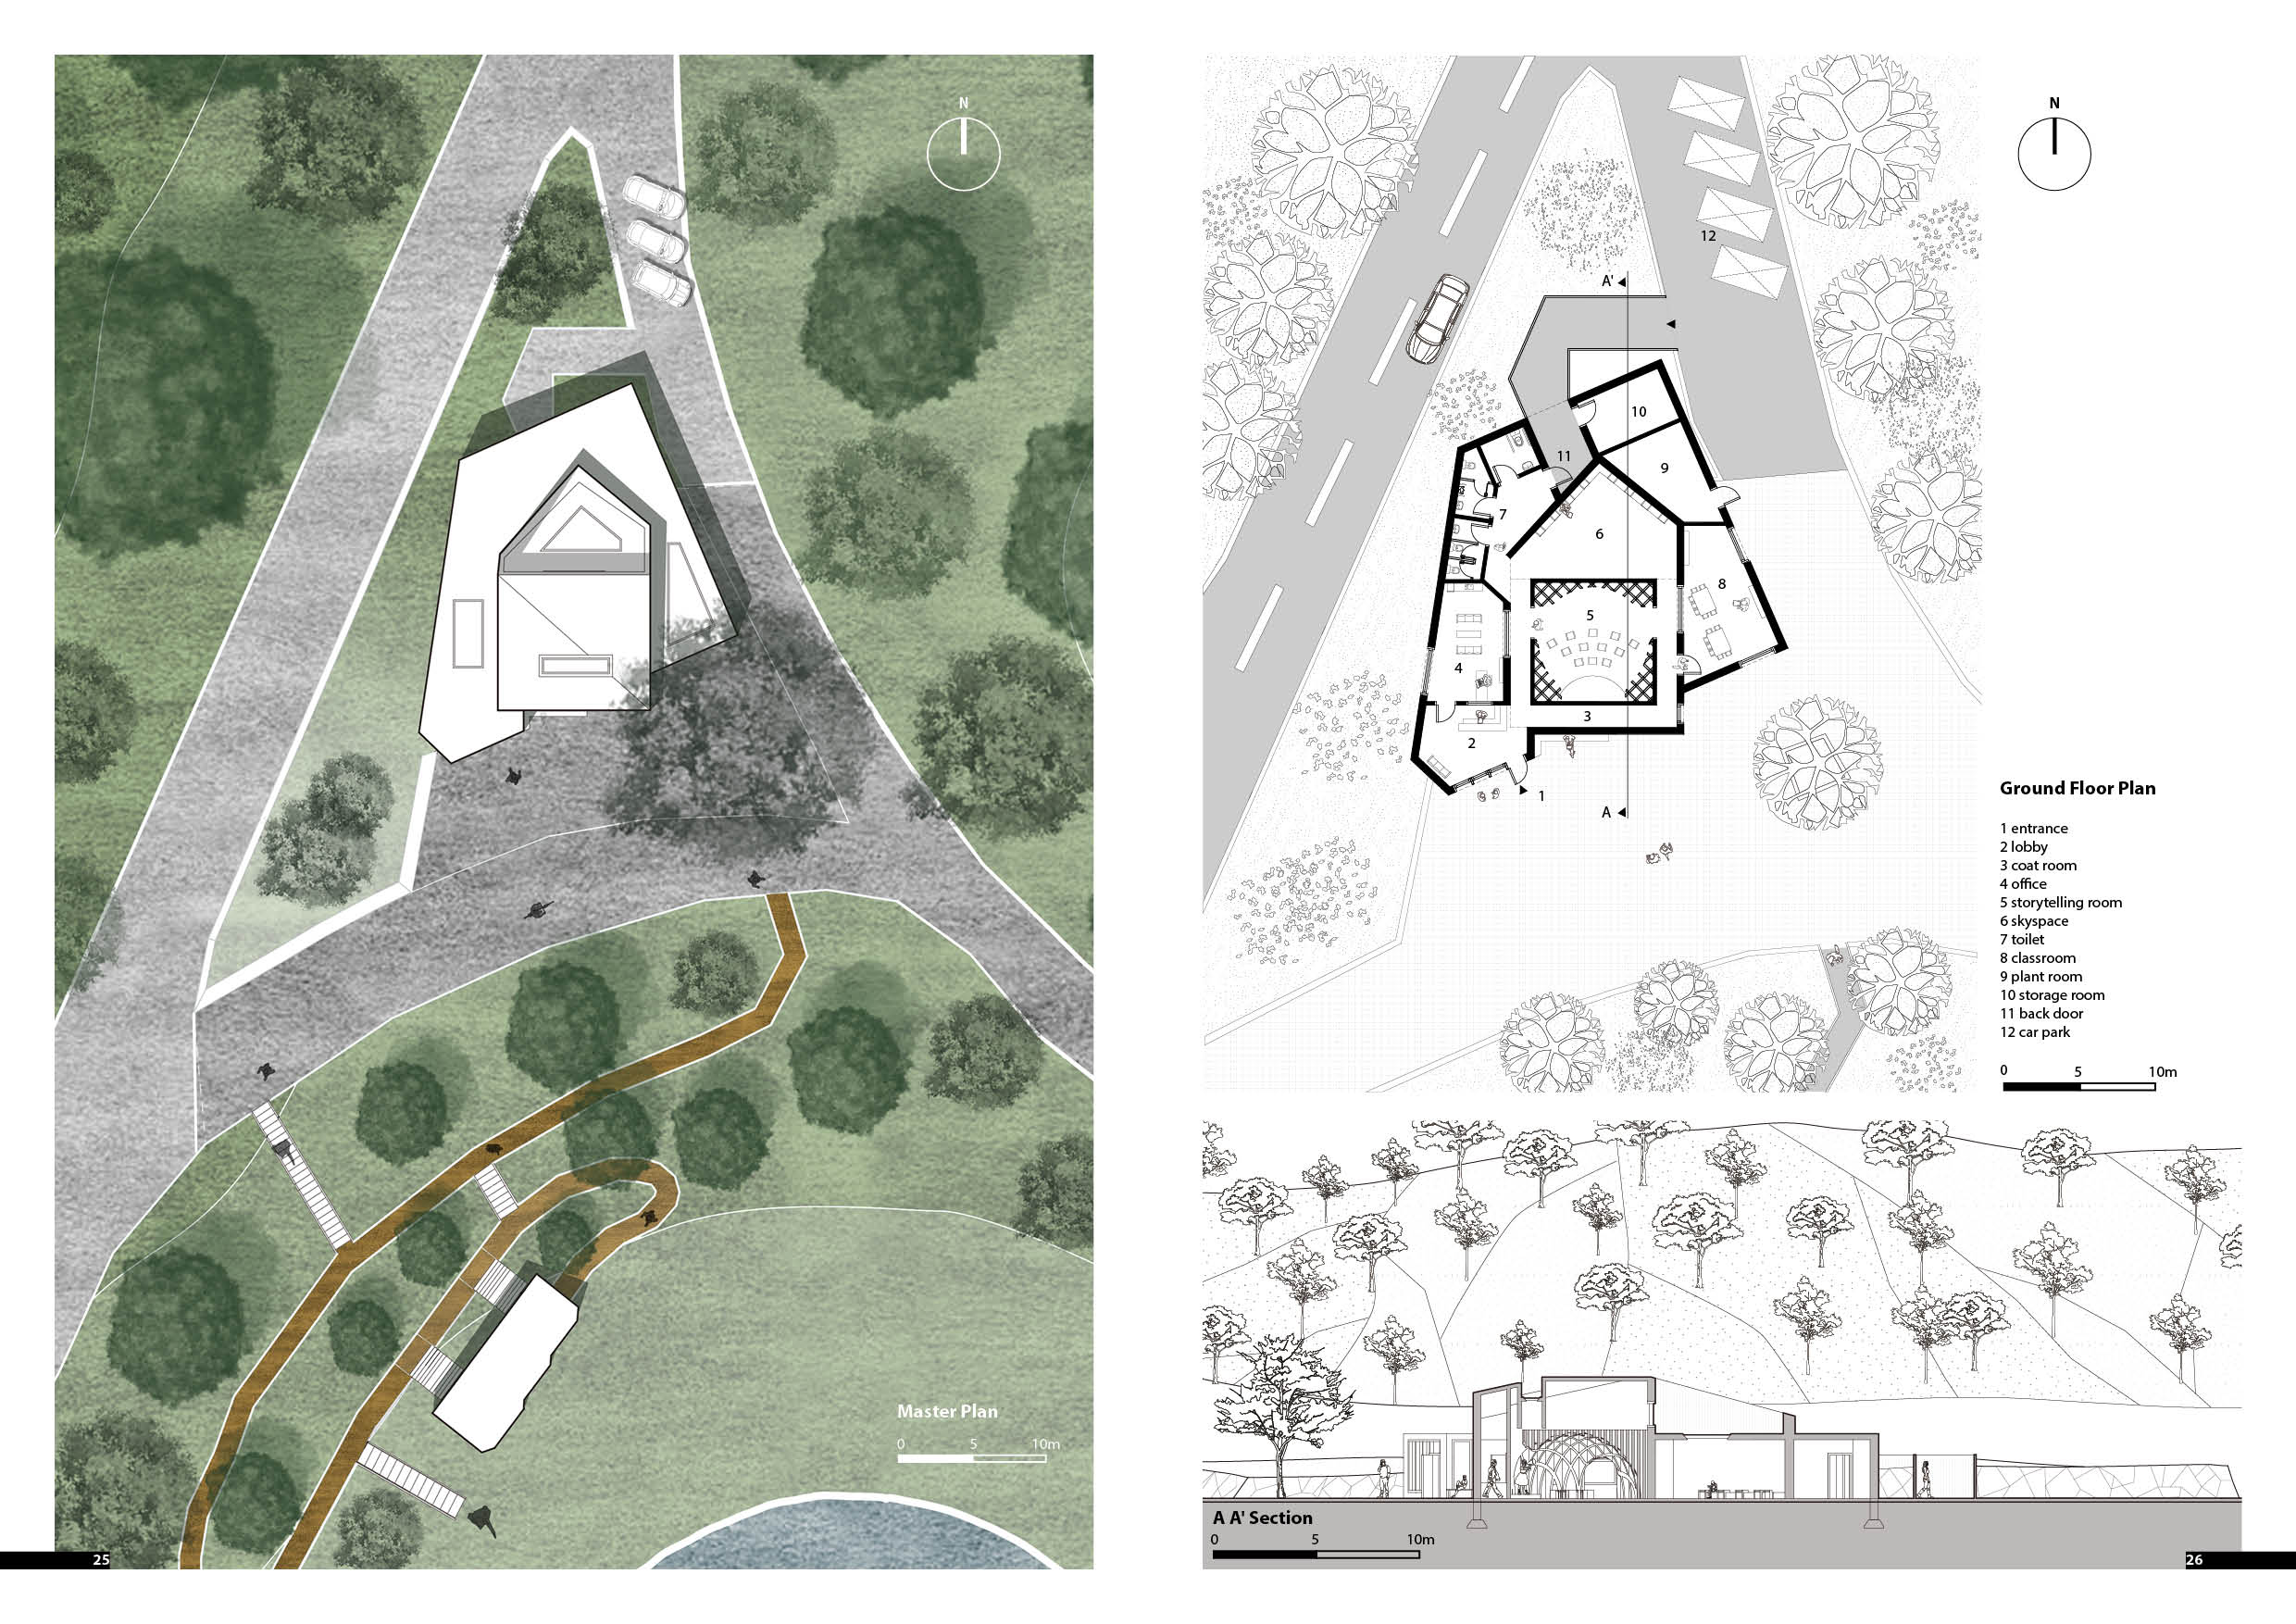 N
Master Plan
0 5 10m
25
N
A'
12
10
11
9
7
6
8
5
4
3
2
1
A
Ground Floor Plan
1 entrance
2 lobby
3 coat room
4 office
5 storytelling room
6 skyspace
7 toilet
8 classroom
9 plant room
10 storage room
11 back door
12 car park
0 5 10m
A A' Section
0 5 10m
26